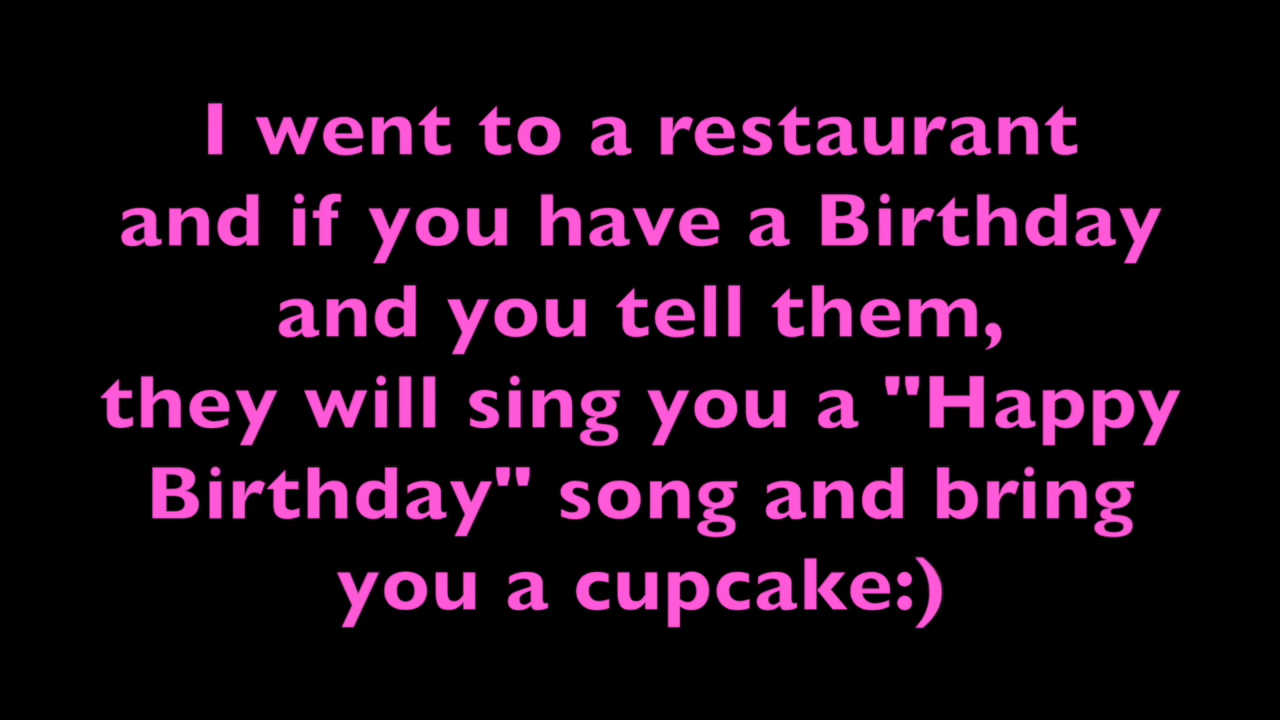 I went to a restaurant
and if you have a Birthday
and you tell them,
they will sing you a "Happy
Birthday" song and bring
you a cupcake:)